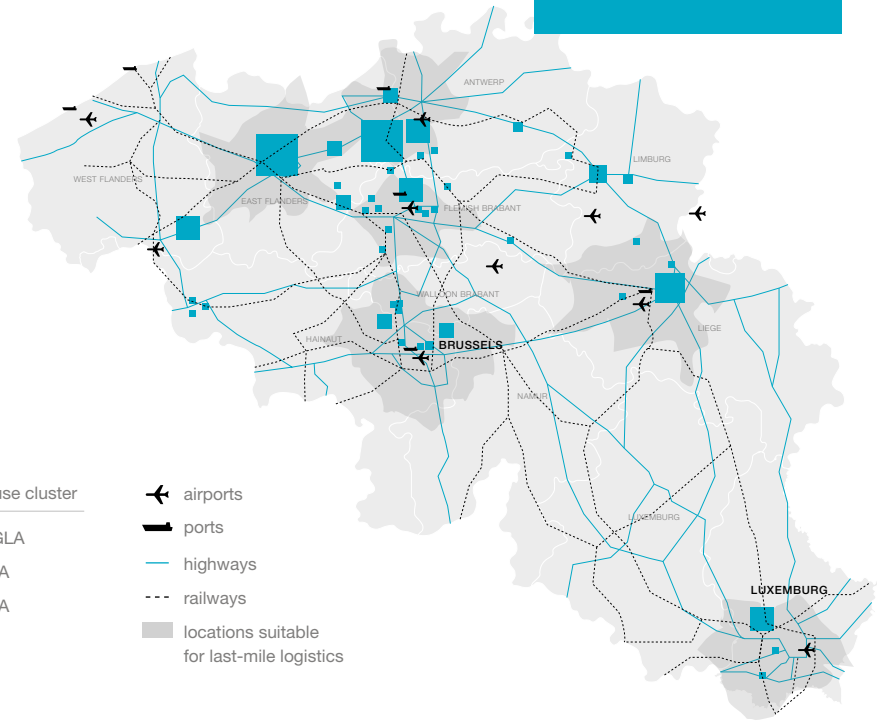 ANTWERP
LIMBURG
WEST FLANDERS
EAST FLANDERS
FLEMISH BRABANT
WALLOON BRABANT
LIEGE
HAINAUT
BRUSSELS
NAMUR
LUXEMBURG
LUXEMBURG
use cluster
GLA
A
A
airports
ports
highways
railways
locations suitable
for last-mile logistics